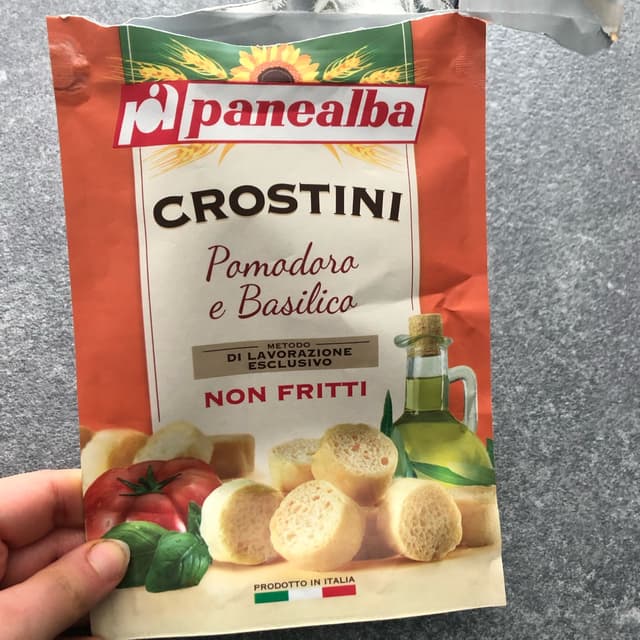 panealba
CROSTINI
Pomodoro
e Basilico
METODO
DI LAVORAZIONE
ESCLUSIVO
NON FRITTI
PRODOTTO IN ITALIA